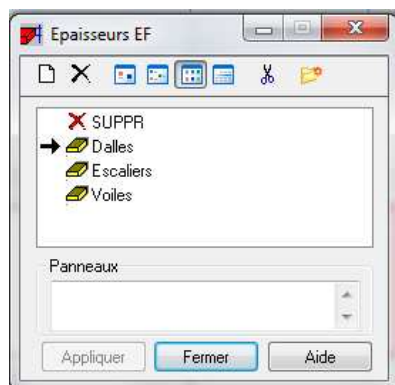 Epaisseurs EF
SUPPR
Dalles
Escaliers
Voiles
Panneaux
Appliquer Fermer Aide